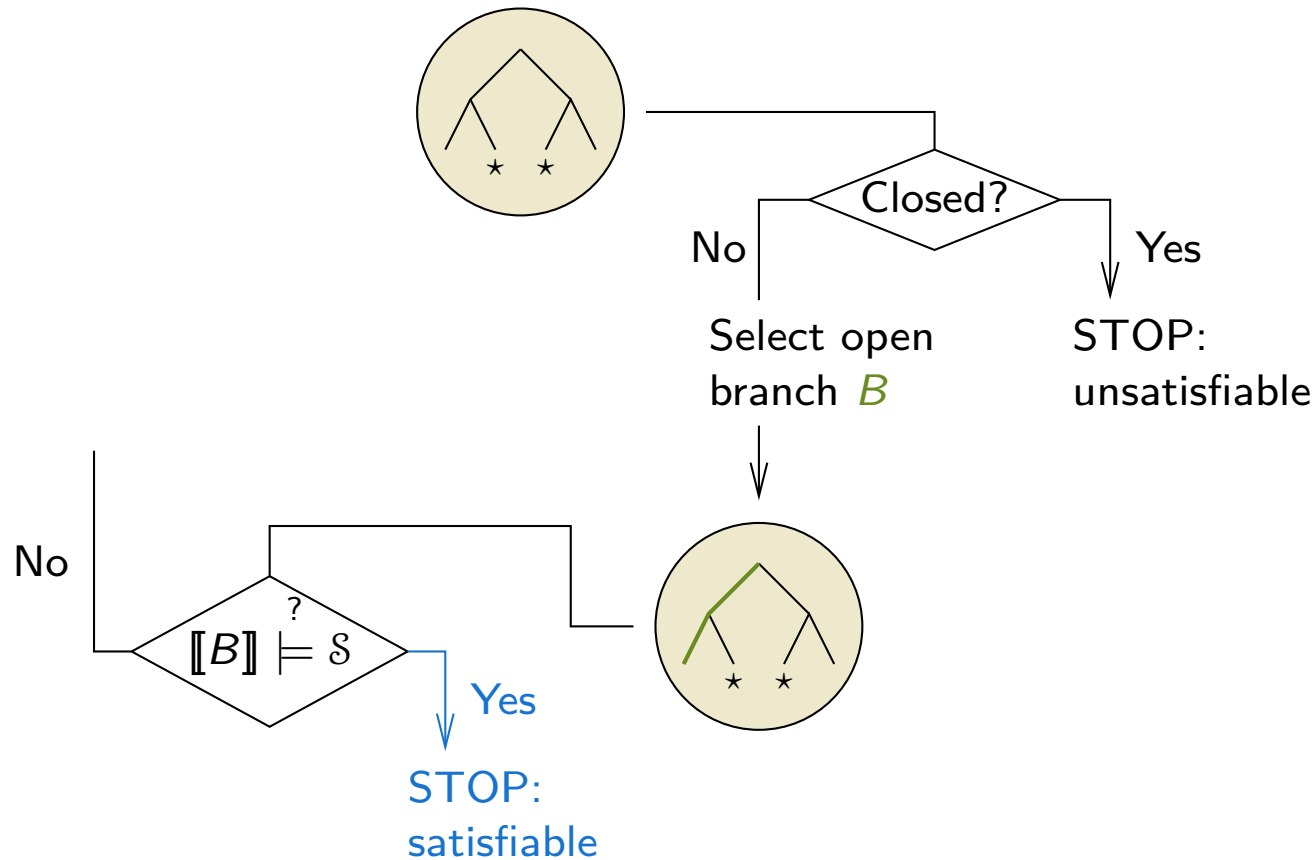 ⋆ ⋆
Closed?
No
Yes
Select open
branch B
STOP:
unsatisfiable
No
⟦B⟧ ⊨? 𝒮
⋆ ⋆
Yes
STOP:
satisfiable